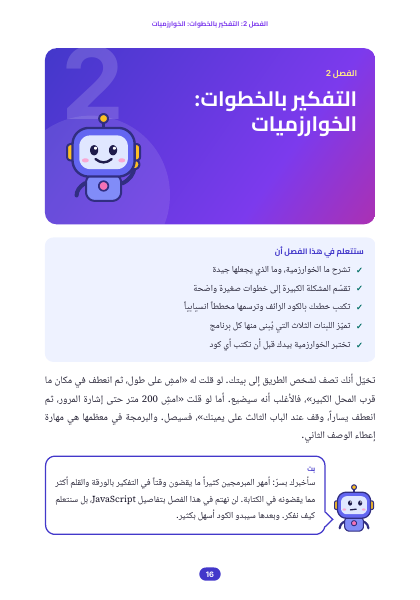 الفصل 2: التفكير بالخطوات: الخوارزميات
2
الفصل 2
التفكير بالخطوات:
الخوارزميات
ستتعلم في هذا الفصل أن
✓ تشرح ما الخوارزمية، وما الذي يجعلها جيدة
✓ تقسّم المشكلة الكبيرة إلى خطوات صغيرة واضحة
✓ تكتب خطتك بالكود الزائف وترسمها مخططاً انسيابياً
✓ تميّز اللبنات الثلاث التي يُبنى منها كل برنامج
✓ تختبر الخوارزمية بيدك قبل أن تكتب أي كود
تخيّل أنك تصف لشخص الطريق إلى بيتك. لو قلت له «امشِ على طول، ثم انعطف في مكان ما
قرب المحل الكبير»، فالأغلب أنه سيضيع. أما لو قلت «امشِ 200 متر حتى إشارة المرور، ثم
انعطف يساراً، وقف عند الباب الثالث على يمينك»، فسيصل. والبرمجة في معظمها هي مهارة
إعطاء الوصف الثاني.
بت
سأخبرك بسرّ: أمهر المبرمجين كثيراً ما يقضون وقتاً في التفكير بالورقة والقلم أكثر
مما يقضونه في الكتابة. لن نهتم في هذا الفصل بتفاصيل JavaScript، بل سنتعلم
كيف نفكر. وبعدها سيبدو الكود أسهل بكثير.
16